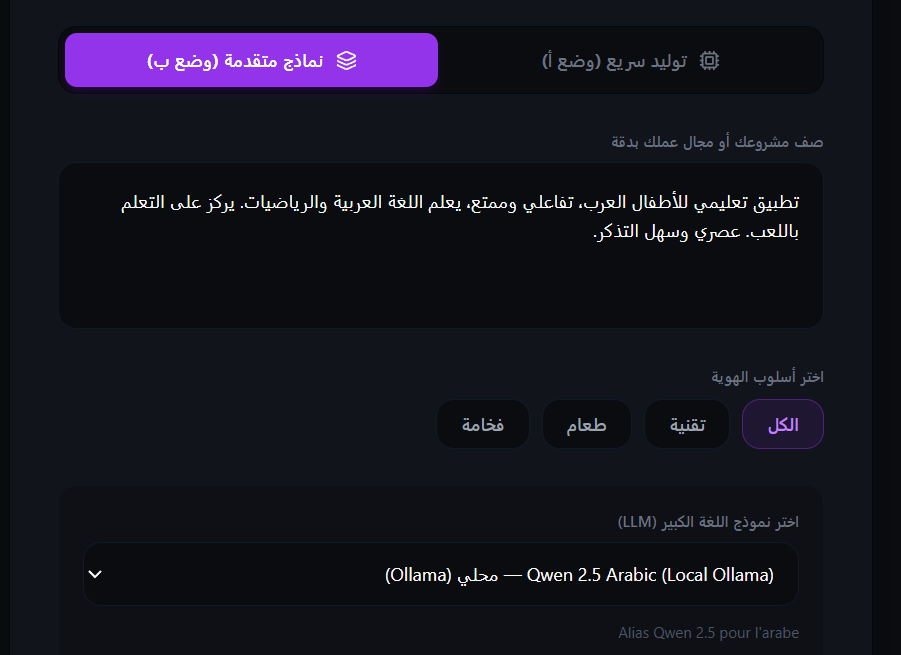 توليد سريع (وضع أ)
نماذج متقدمة (وضع ب)
صف مشروعك أو مجال عملك بدقة
تطبيق تعليمي للأطفال العرب، تفاعلي وممتع، يعلم اللغة العربية والرياضيات. يركز على التعلم
باللعب. عصري وسهل التذكر.
اختر أسلوب الهوية
الكل
تقنية
طعام
فخامة
اختر نموذج اللغة الكبير (LLM)
Qwen 2.5 Arabic (Local Ollama) — محلي (Ollama)
Alias Qwen 2.5 pour l'arabe